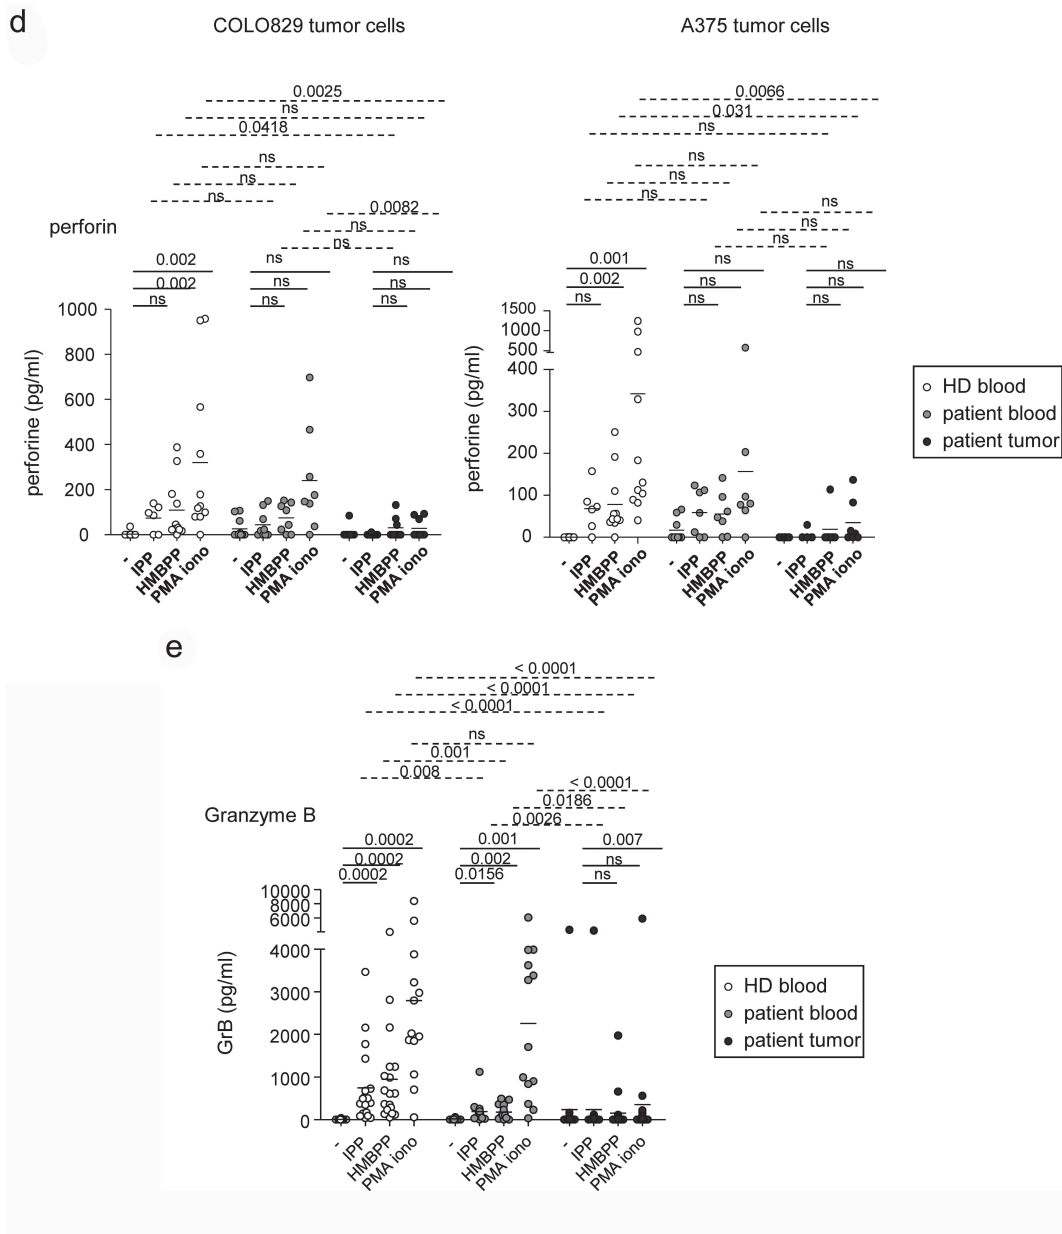 d
COLO829 tumor cells
A375 tumor cells
0.0025
ns
0.0418
ns
ns
ns
0.0082
ns
ns
perforin
0.002
0.002
ns
ns
ns
ns
ns
ns
ns
1000
800
600
400
200
0
perforine (pg/ml)
-
IPP
HMBPP
PMA iono
-
IPP
HMBPP
PMA iono
-
IPP
HMBPP
PMA iono
0.0066
0.031
ns
ns
ns
ns
ns
ns
ns
0.001
0.002
ns
ns
ns
ns
ns
ns
ns
1500
1000
500
400
300
200
100
0
perforine (pg/ml)
-
IPP
HMBPP
PMA iono
-
IPP
HMBPP
PMA iono
-
IPP
HMBPP
PMA iono
HD blood
patient blood
patient tumor
e
< 0.0001
< 0.0001
< 0.0001
ns
0.001
0.008
< 0.0001
0.0186
0.0026
Granzyme B
0.0002
0.0002
0.0002
0.001
0.002
0.0156
0.007
ns
ns
10000
8000
6000
4000
3000
2000
1000
0
GrB (pg/ml)
-
IPP
HMBPP
PMA iono
-
IPP
HMBPP
PMA iono
-
IPP
HMBPP
PMA iono
HD blood
patient blood
patient tumor